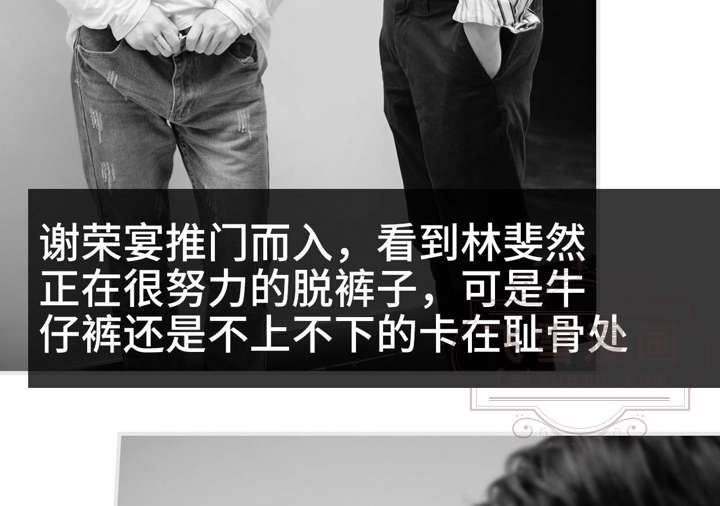 谢荣宴推门而入，看到林斐然
正在很努力的脱裤子，可是牛
仔裤还是不上不下的卡在耻骨处